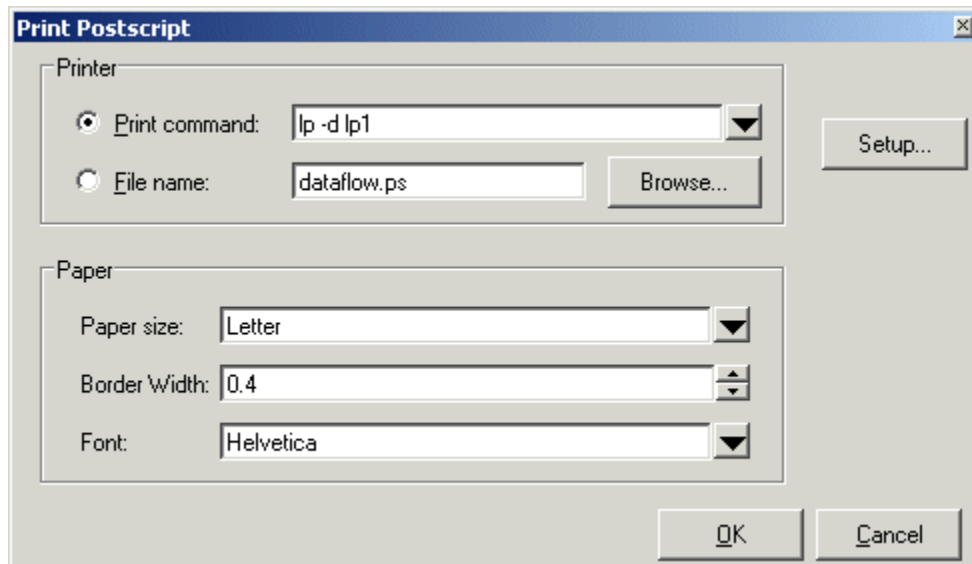 Print Postscript
Printer
Print command: lp -d lp1
Setup...
File name: dataflow.ps Browse...
Paper
Paper size: Letter
Border Width: 0.4
Font: Helvetica
OK Cancel